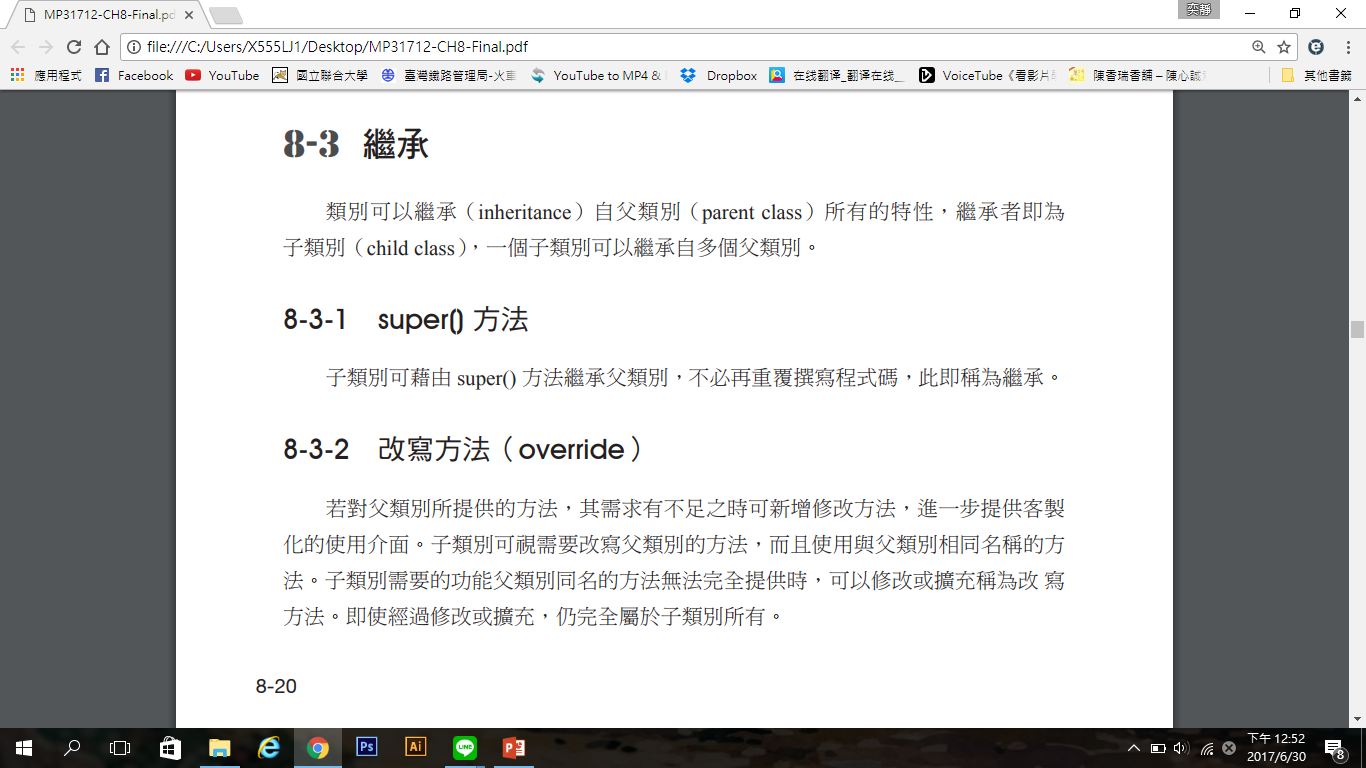 MP31712-CH8-Final.pd
奕靜
file:///C:/Users/X555LJ1/Desktop/MP31712-CH8-Final.pdf
應用程式 Facebook YouTube 國立聯合大學 臺灣鐵路管理局-火車 YouTube to MP4 & Dropbox 在线翻译_翻译在线_ VoiceTube《看影片 陳香瑞香舖 – 陳心誠 其他書籤
8-3 繼承
類別可以繼承（inheritance）自父類別（parent class）所有的特性，繼承者即為
子類別（child class），一個子類別可以繼承自多個父類別。
8-3-1 super() 方法
子類別可藉由 super() 方法繼承父類別，不必再重覆撰寫程式碼，此即稱為繼承。
8-3-2 改寫方法（override）
若對父類別所提供的方法，其需求有不足之時可新增修改方法，進一步提供客製
化的使用介面。子類別可視需要改寫父類別的方法，而且使用與父類別相同名稱的方
法。子類別需要的功能父類別同名的方法無法完全提供時，可以修改或擴充稱為改 寫
方法。即使經過修改或擴充，仍完全屬於子類別所有。
8-20
Ps Ai LINE
下午 12:52
2017/6/30
8